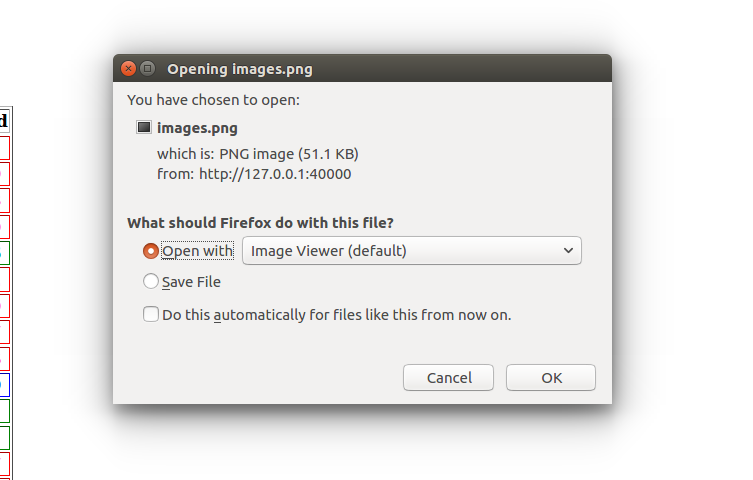 Opening images.png
You have chosen to open:
images.png
which is: PNG image (51.1 KB)
from: http://127.0.0.1:40000
What should Firefox do with this file?
Open with Image Viewer (default)
Save File
Do this automatically for files like this from now on.
Cancel OK